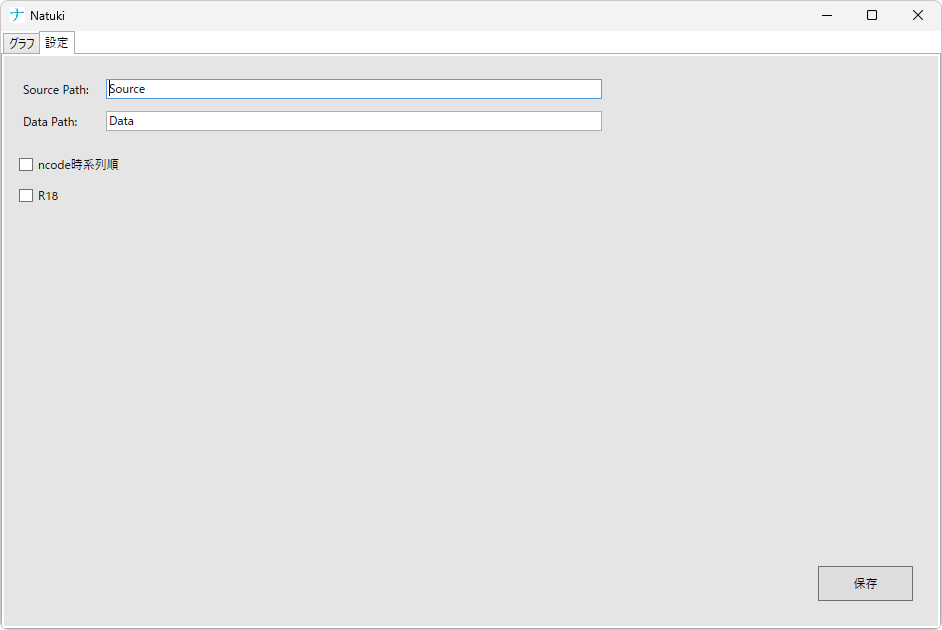 ナ Natuki
グラフ 設定
Source Path: Source
Data Path: Data
ncode時系列順
R18
保存